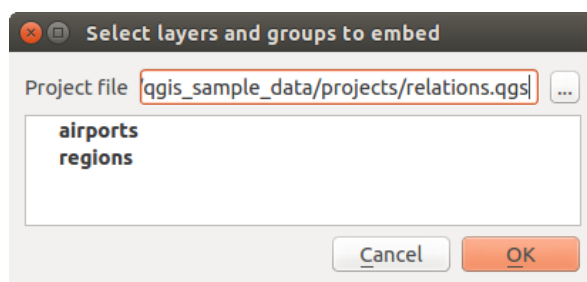 Select layers and groups to embed
Project file qgis_sample_data/projects/relations.qgs ...
airports
regions
Cancel OK